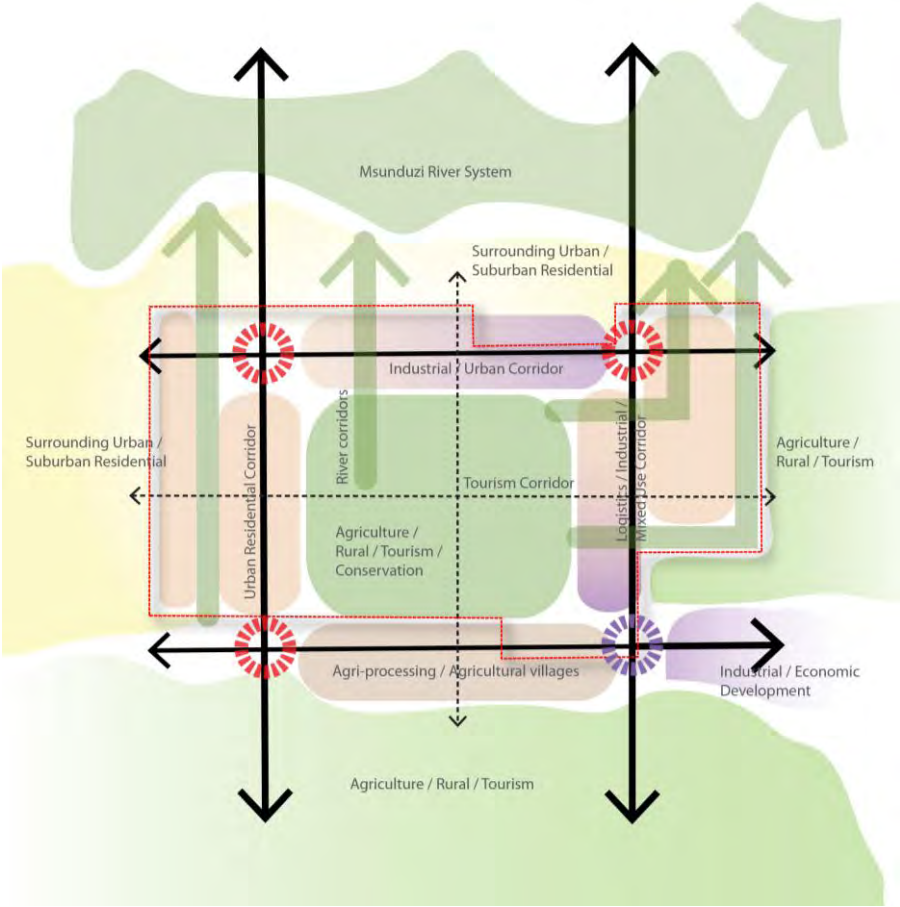 Msunduzi River System
Surrounding Urban /
Suburban Residential
Industrial / Urban Corridor
River corridors
Surrounding Urban /
Suburban Residential
Urban Residential Corridor
Tourism Corridor
Logistics / Industrial /
Mixed Use Corridor
Agriculture /
Rural / Tourism
Agriculture /
Rural / Tourism /
Conservation
Agri-processing / Agricultural villages
Industrial / Economic
Development
Agriculture / Rural / Tourism